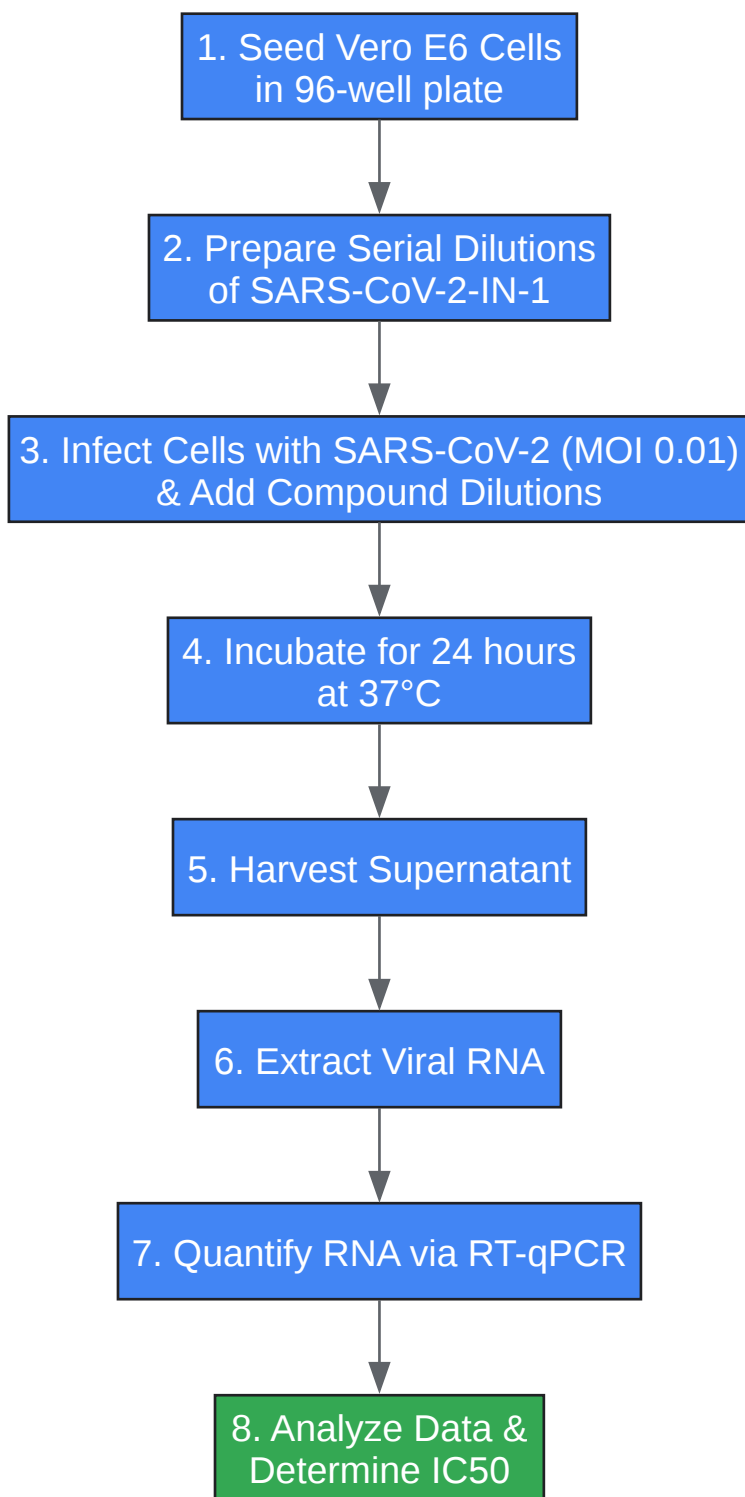 1. Seed Vero E6 Cells
in 96-well plate
2. Prepare Serial Dilutions
of SARS-CoV-2-IN-1
3. Infect Cells with SARS-CoV-2 (MOI 0.01)
& Add Compound Dilutions
4. Incubate for 24 hours
at 37°C
5. Harvest Supernatant
6. Extract Viral RNA
7. Quantify RNA via RT-qPCR
8. Analyze Data &
Determine IC50